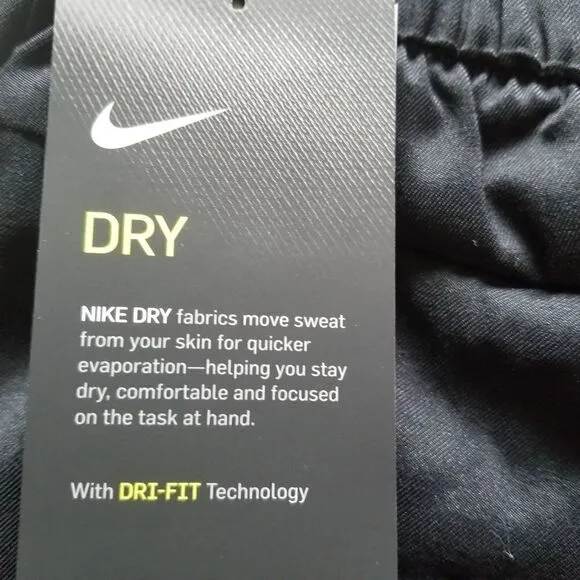 DRY
NIKE DRY fabrics move sweat
from your skin for quicker
evaporation—helping you stay
dry, comfortable and focused
on the task at hand.
With DRI-FIT Technology